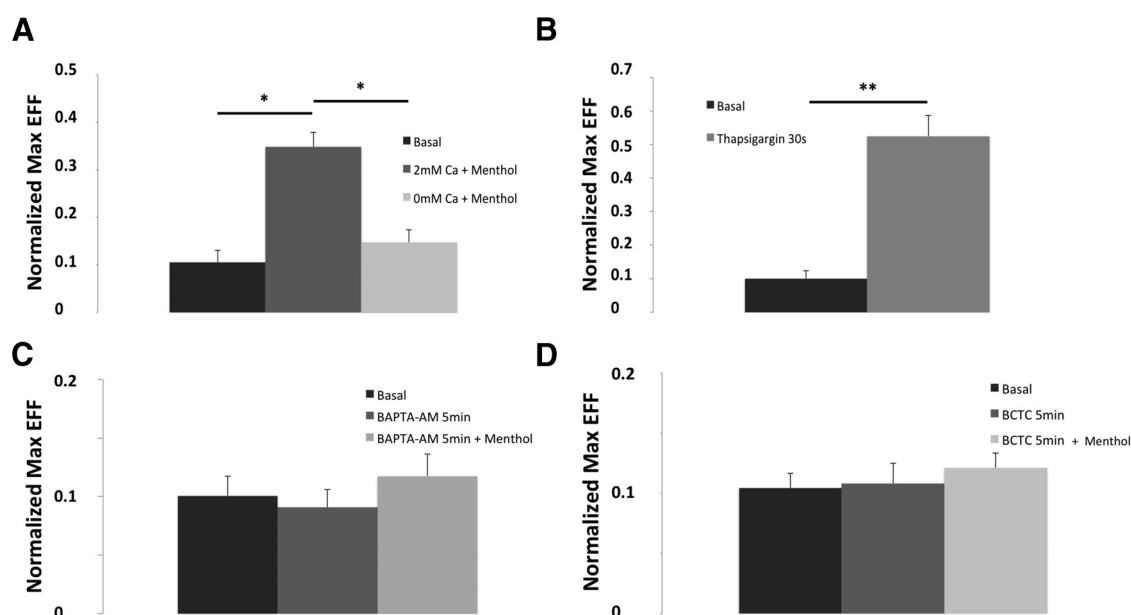 A
Normalized Max EFF
0.5
0.4
0.3
0.2
0.1
0
*
*
Basal
2mM Ca + Menthol
0mM Ca + Menthol
B
Normalized Max EFF
0.7
0.6
0.5
0.4
0.3
0.2
0.1
0
**
Basal
Thapsigargin 30s
C
Normalized Max EFF
0.2
0.1
0
Basal
BAPTA-AM 5min
BAPTA-AM 5min + Menthol
D
Normalized Max EFF
0.2
0.1
0
Basal
BCTC 5min
BCTC 5min + Menthol